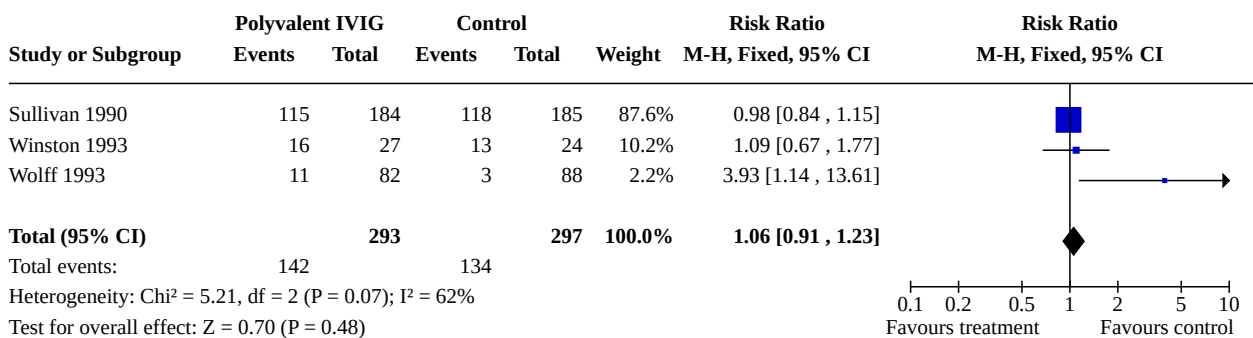 Polyvalent IVIG Control Risk Ratio Risk Ratio
Study or Subgroup Events Total Events Total Weight M-H, Fixed, 95% CI M-H, Fixed, 95% CI
Sullivan 1990 115 184 118 185 87.6% 0.98 [0.84 , 1.15]
Winston 1993 16 27 13 24 10.2% 1.09 [0.67 , 1.77]
Wolff 1993 11 82 3 88 2.2% 3.93 [1.14 , 13.61]
Total (95% CI) 293 297 100.0% 1.06 [0.91 , 1.23]
Total events: 142 134
Heterogeneity: Chi² = 5.21, df = 2 (P = 0.07); I² = 62%
0.1 0.2 0.5 1 2 5 10
Test for overall effect: Z = 0.70 (P = 0.48) Favours treatment Favours control